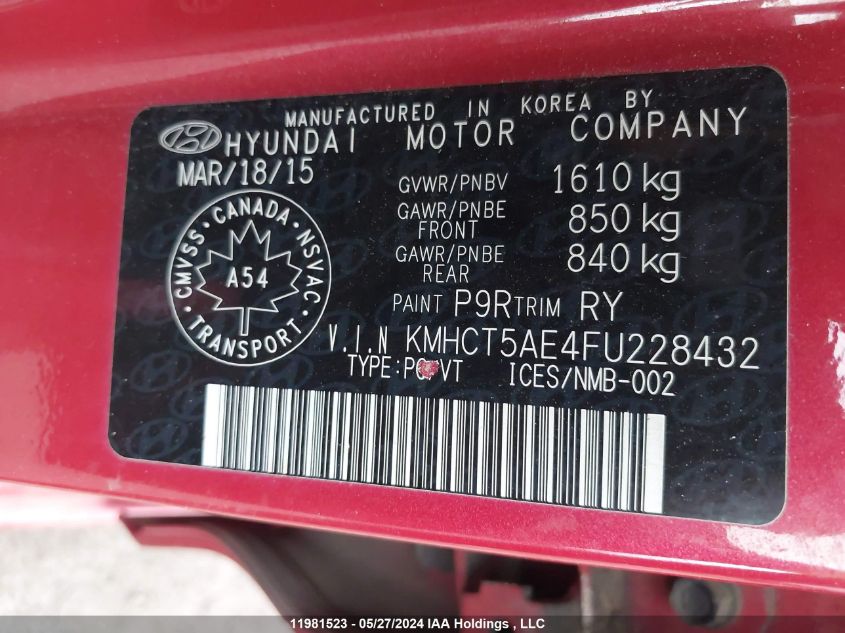 MANUFACTURED IN KOREA BY
HYUNDAI MOTOR COMPANY
MAR/18/15
GVWR/PNBV 1610 kg
GAWR/PNBE FRONT 850 kg
GAWR/PNBE REAR 840 kg
CMVSS · CANADA · NSVAC
A54
TRANSPORT
PAINT P9R TRIM RY
V.I.N KMHCT5AE4FU228432
TYPE: VT ICES/NMB-002
11981523 - 05/27/2024 IAA Holdings , LLC